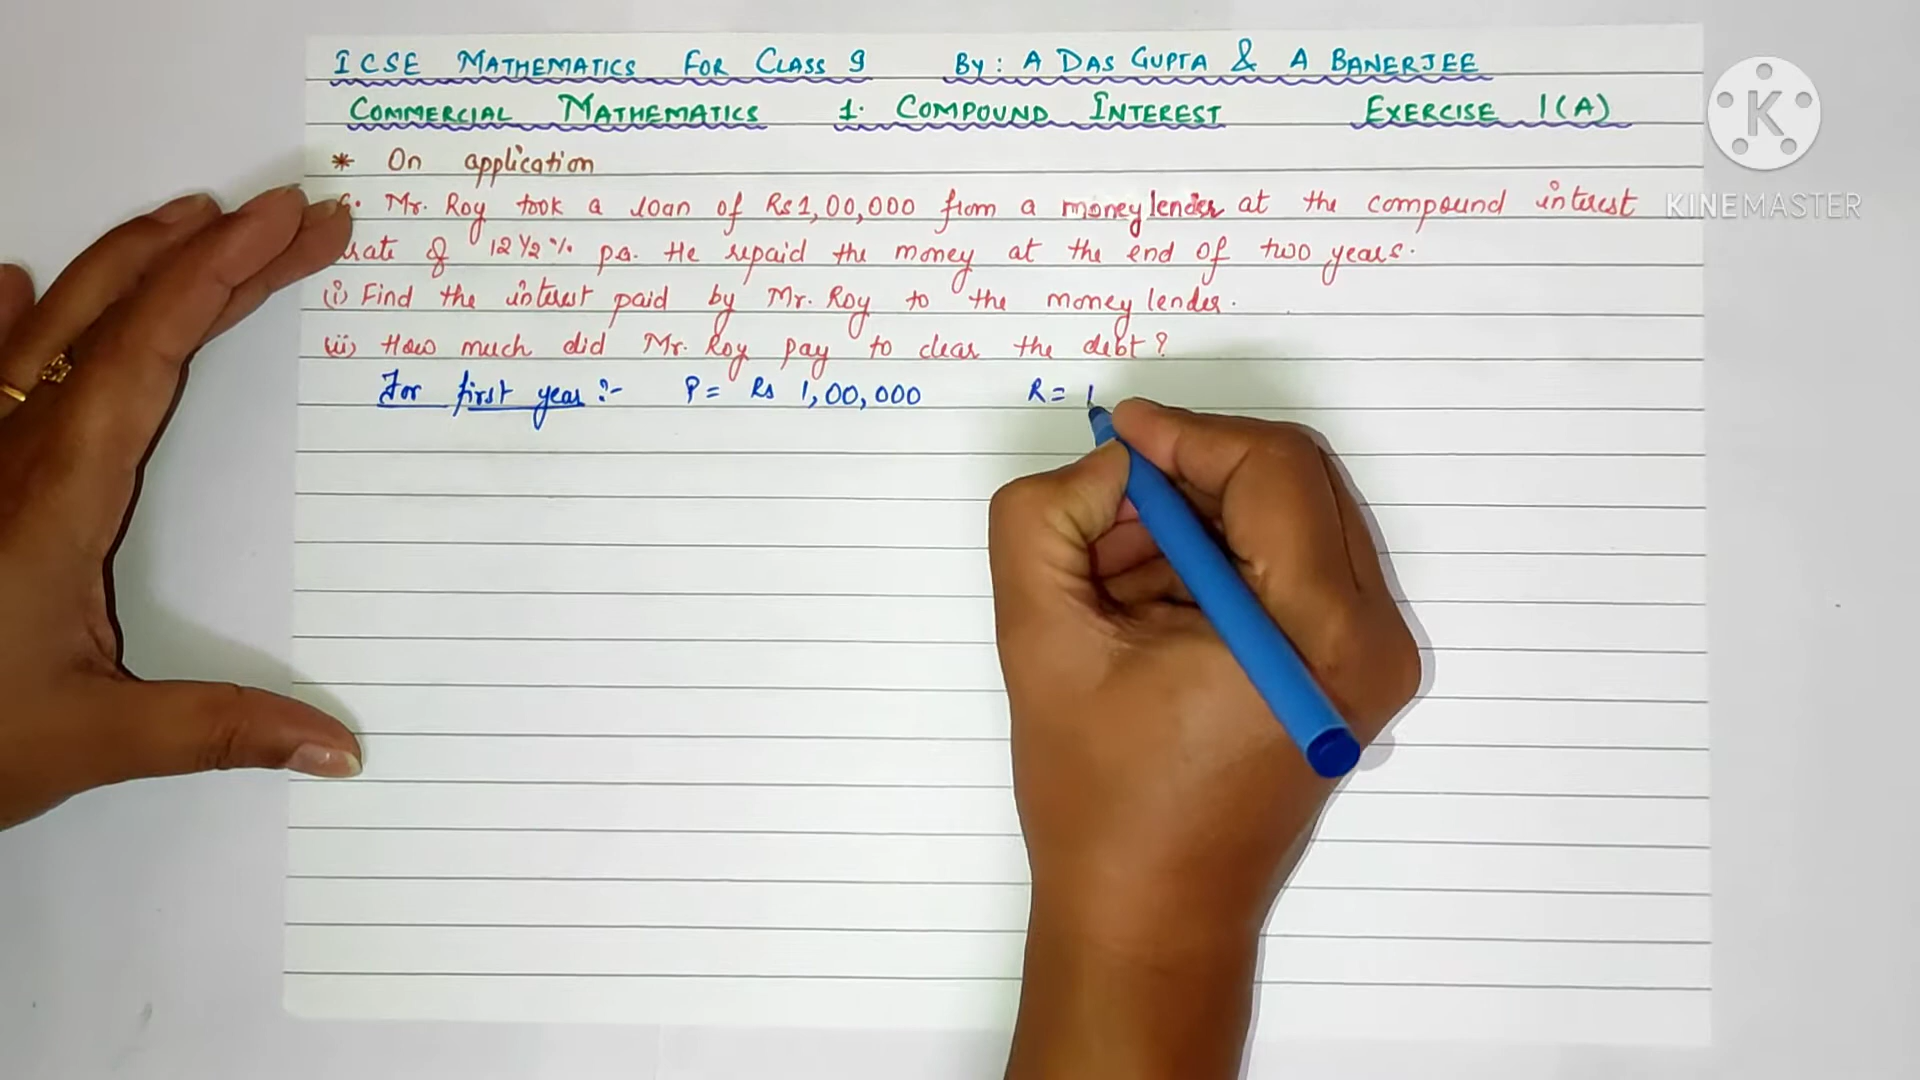 ICSE MATHEMATICS FOR CLASS 9 BY: A DAS GUPTA & A BANERJEE
COMMERCIAL MATHEMATICS 1. COMPOUND INTEREST EXERCISE 1(A)
* On application
Mr. Roy took a loan of Rs 1,00,000 from a money lender at the compound interest
rate of 12 1/2 % pa. He repaid the money at the end of two years.
(i) Find the interest paid by Mr. Roy to the money lender.
(ii) How much did Mr. Roy pay to clear the debt?
For first year :- P = Rs 1,00,000 R = 1
K
KINEMASTER